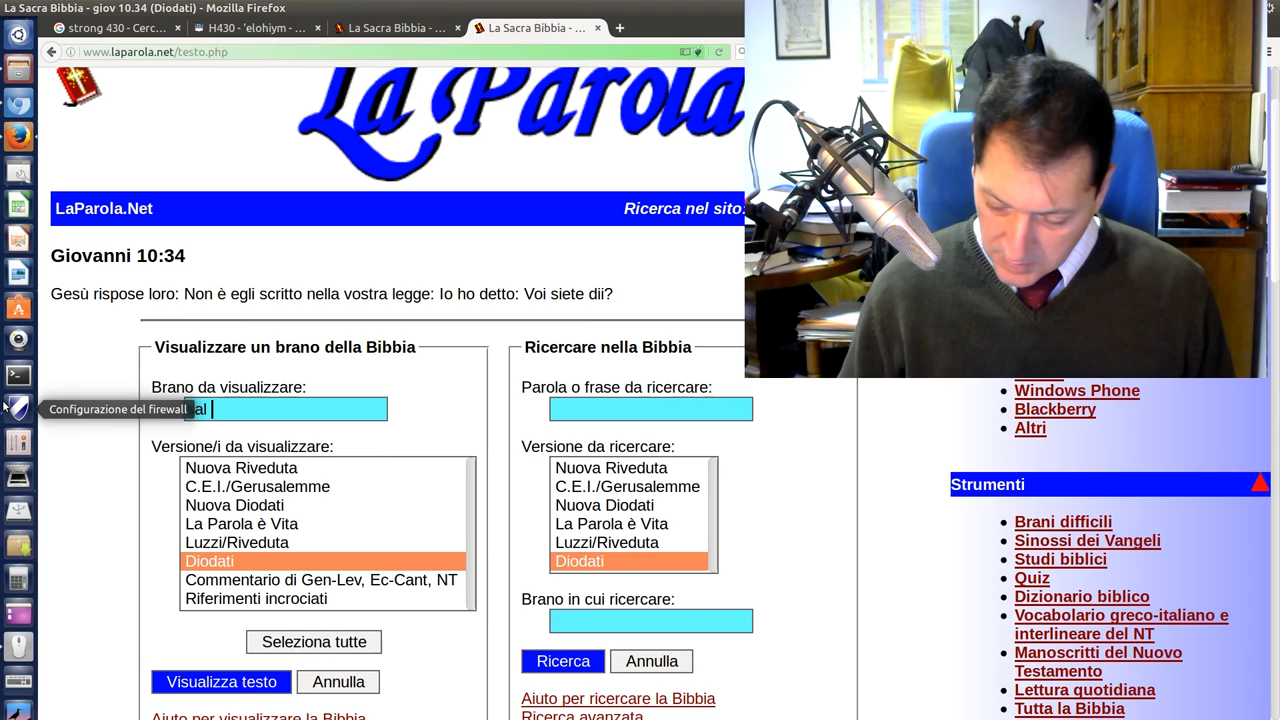 La Sacra Bibbia - giov 10.34 (Diodati) - Mozilla Firefox
strong 430 - Cerc... × H430 - 'elohiym - ... × La Sacra Bibbia - ... × La Sacra Bibbia - ... × +
www.laparola.net/testo.php
La Parola
LaParola.Net Ricerca nel sito:
Giovanni 10:34
Gesù rispose loro: Non è egli scritto nella vostra legge: Io ho detto: Voi siete dii?
Visualizzare un brano della Bibbia
Brano da visualizzare:
al
Configurazione del firewall
Versione/i da visualizzare:
Nuova Riveduta
C.E.I./Gerusalemme
Nuova Diodati
La Parola è Vita
Luzzi/Riveduta
Diodati
Commentario di Gen-Lev, Ec-Cant, NT
Riferimenti incrociati
Seleziona tutte
Visualizza testo Annulla
Aiuto per visualizzare la Bibbia
Ricercare nella Bibbia
Parola o frase da ricercare:
Versione da ricercare:
Nuova Riveduta
C.E.I./Gerusalemme
Nuova Diodati
La Parola è Vita
Luzzi/Riveduta
Diodati
Brano in cui ricercare:
Ricerca Annulla
Aiuto per ricercare la Bibbia
Ricerca avanzata
Windows Phone
Blackberry
Altri
Strumenti
Brani difficili
Sinossi dei Vangeli
Studi biblici
Quiz
Dizionario biblico
Vocabolario greco-italiano e
interlineare del NT
Manoscritti del Nuovo
Testamento
Lettura quotidiana
Tutta la Bibbia